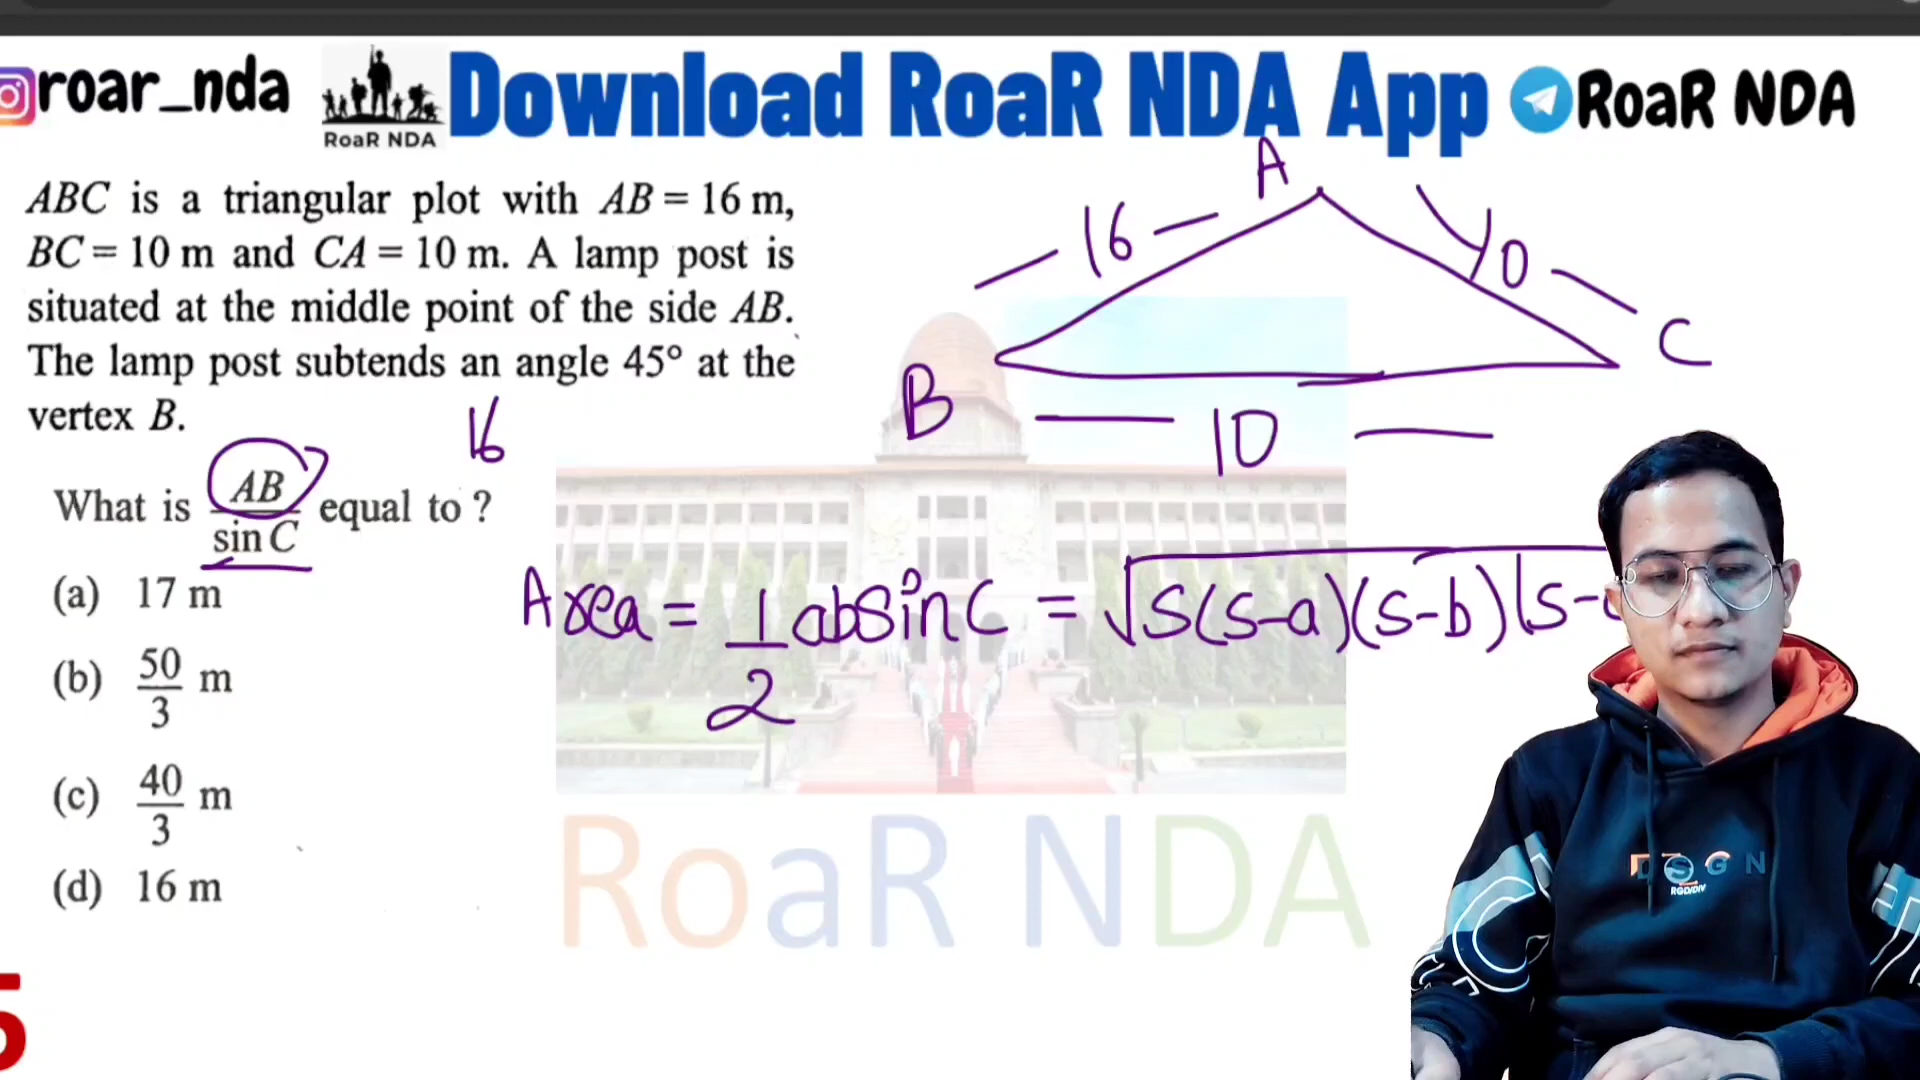 roar_nda
RoaR NDA
Download RoaR NDA App
RoaR NDA
ABC is a triangular plot with AB = 16 m,
BC = 10 m and CA = 10 m. A lamp post is
situated at the middle point of the side AB.
The lamp post subtends an angle 45° at the
vertex B.
16
What is AB/sin C equal to ?
(a) 17 m
(b) 50/3 m
(c) 40/3 m
(d) 16 m
A
16
10
B
C
10
Area = 1/2 absinC = √s(s-a)(s-b)(s-
RoaR NDA
DSGN
5